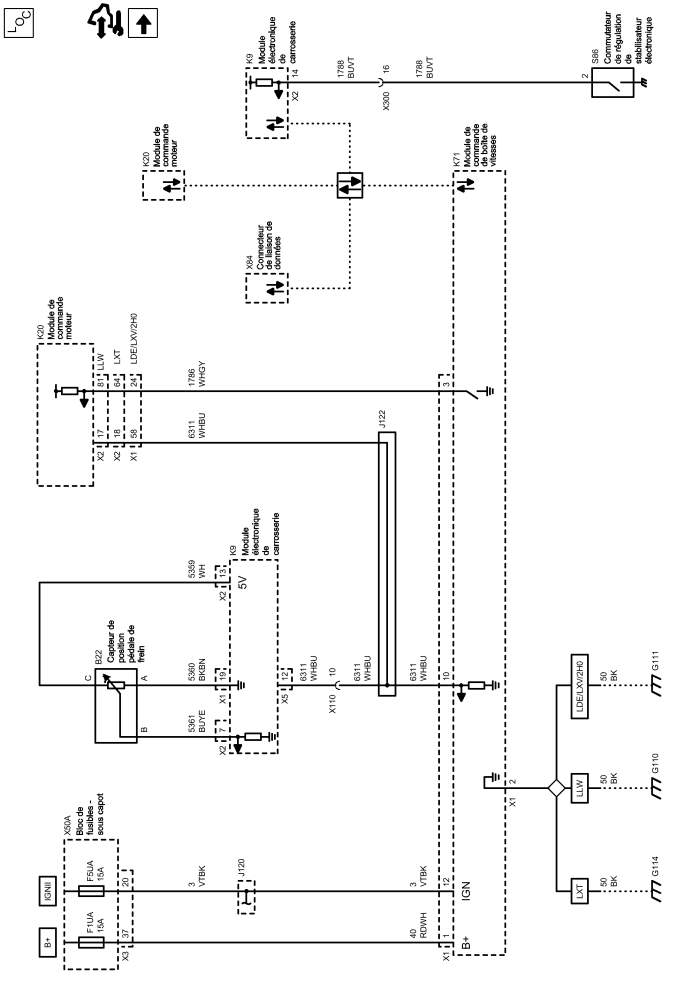 LOC
K9
Module
électronique
de
carrosserie
14
X2
1788
BUVT
16
X300
1788
BUVT
2
S86
Commutateur
de régulation
de
stabilisateur
électronique
K20
Module de
commande
moteur
K71
Module de
commande
de boîte de
vitesses
X84
Connecteur
de liaison de
données
K20
Module de
commande
moteur
81
LLW
64
LXT
24
LDE/LXV/2H0
X2
17
X2
18
X1
58
1786
WHGY
6311
WHBU
3
J122
5359
WH
X2
13
5V
K9
Module
électronique
de
carrosserie
B22
Capteur de
position
pédale de
frein
C
A
B
5360
BKBN
X1
19
5361
BUYE
X2
7
X5
12
6311
WHBU
X110
10
6311
WHBU
6311
WHBU
10
X50A
Bloc de
fusibles -
sous capot
IGNII
B+
F5UA
15A
F1UA
15A
20
X3
37
3
VTBK
J120
3
VTBK
12
IGN
40
RDWH
X1
1
B+
X1
2
LDE/LXV/2H0
50
BK
G111
LLW
50
BK
G110
LXT
50
BK
G114